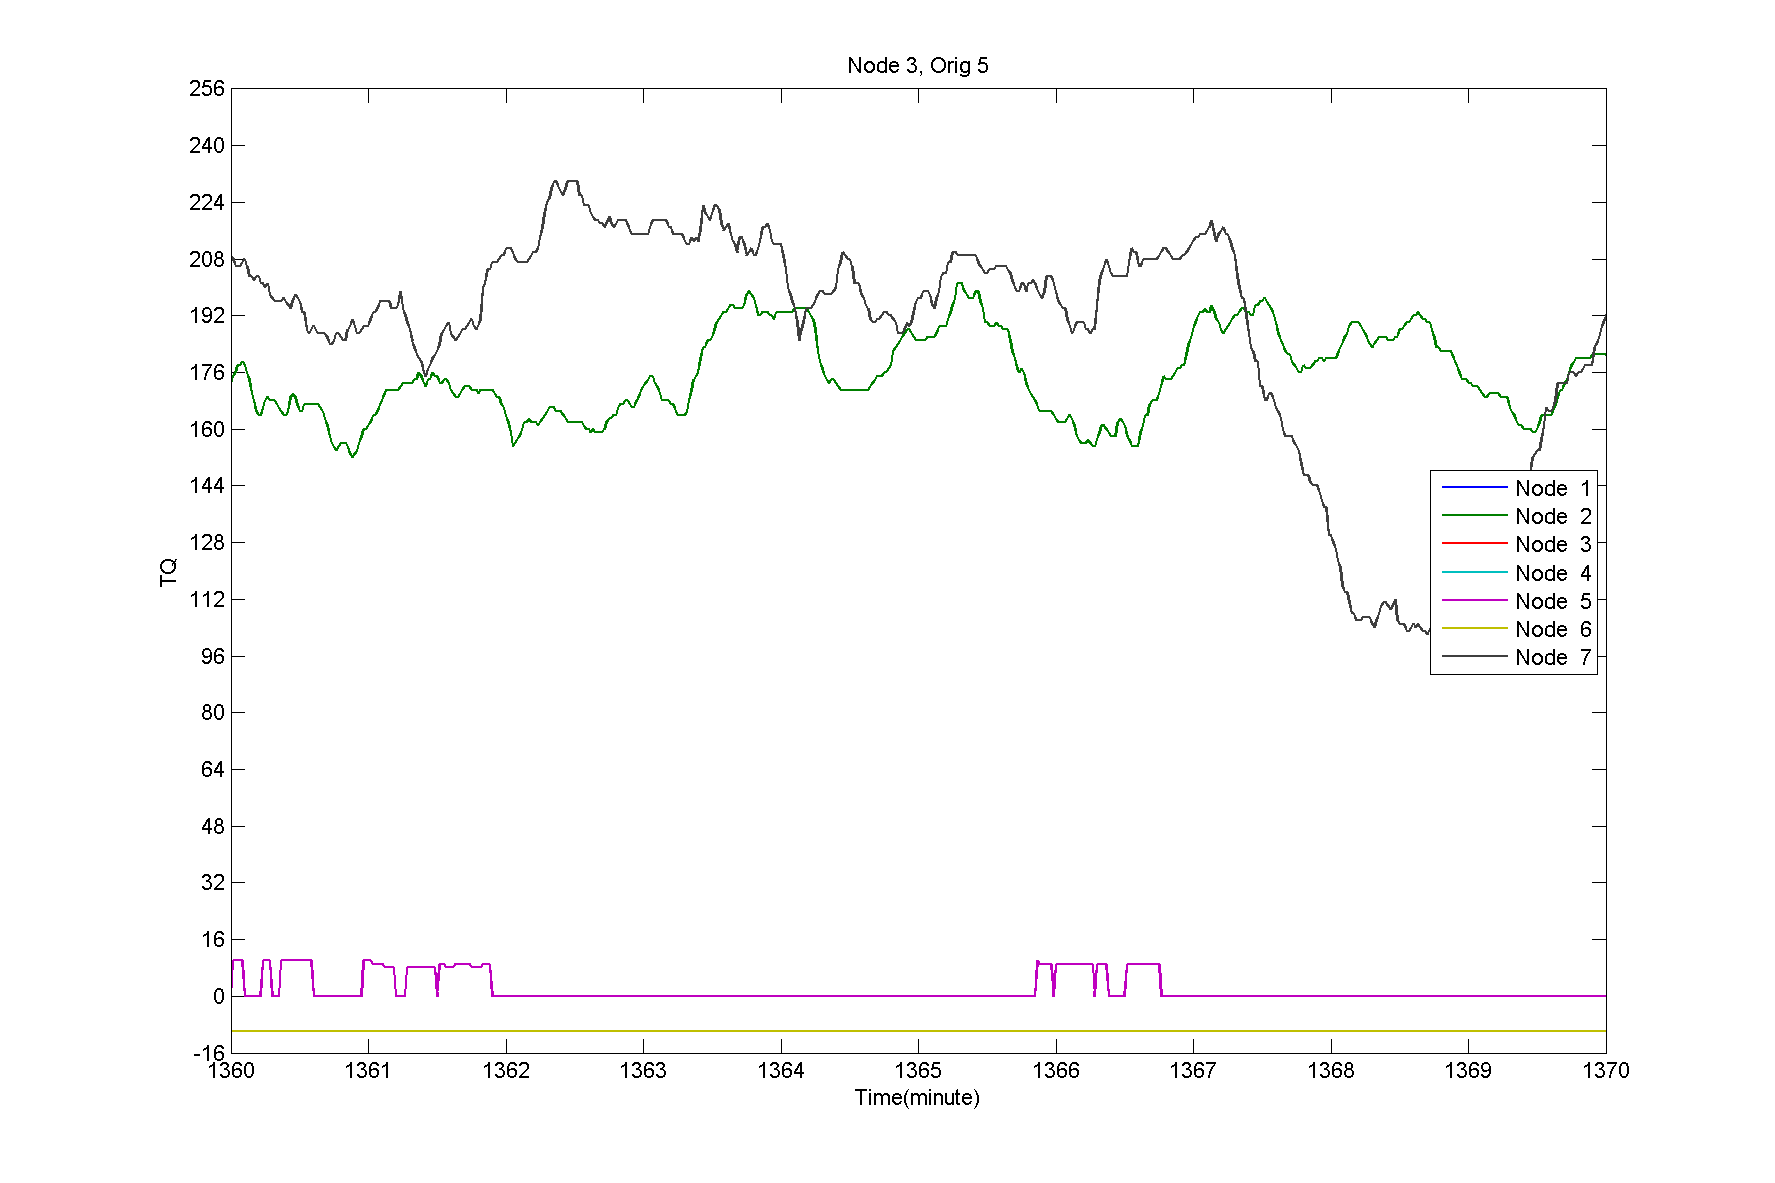 Node 3, Orig 5
256
240
224
208
192
176
160
144
128
112
96
80
64
48
32
16
0
-16
TQ
Node 1
Node 2
Node 3
Node 4
Node 5
Node 6
Node 7
1360 1361 1362 1363 1364 1365 1366 1367 1368 1369 1370
Time(minute)